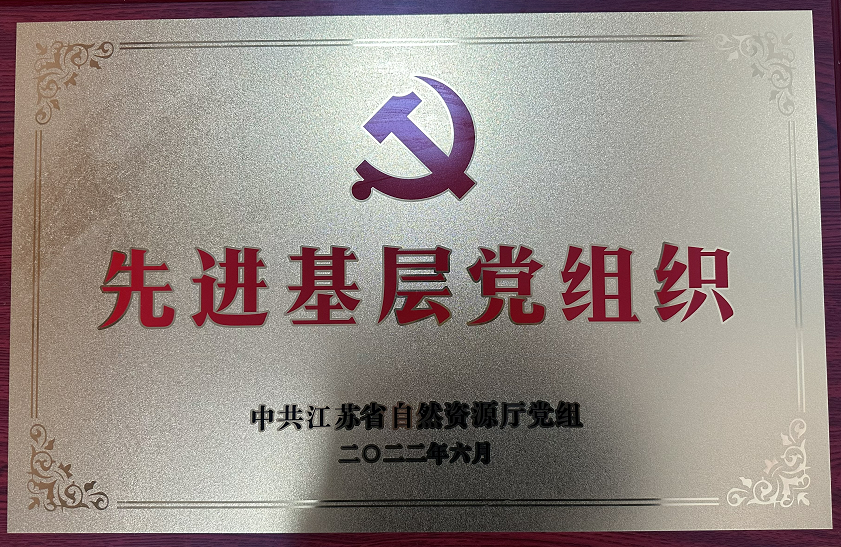 先进基层党组织
中共江苏省自然资源厅党组
二〇二二年六月